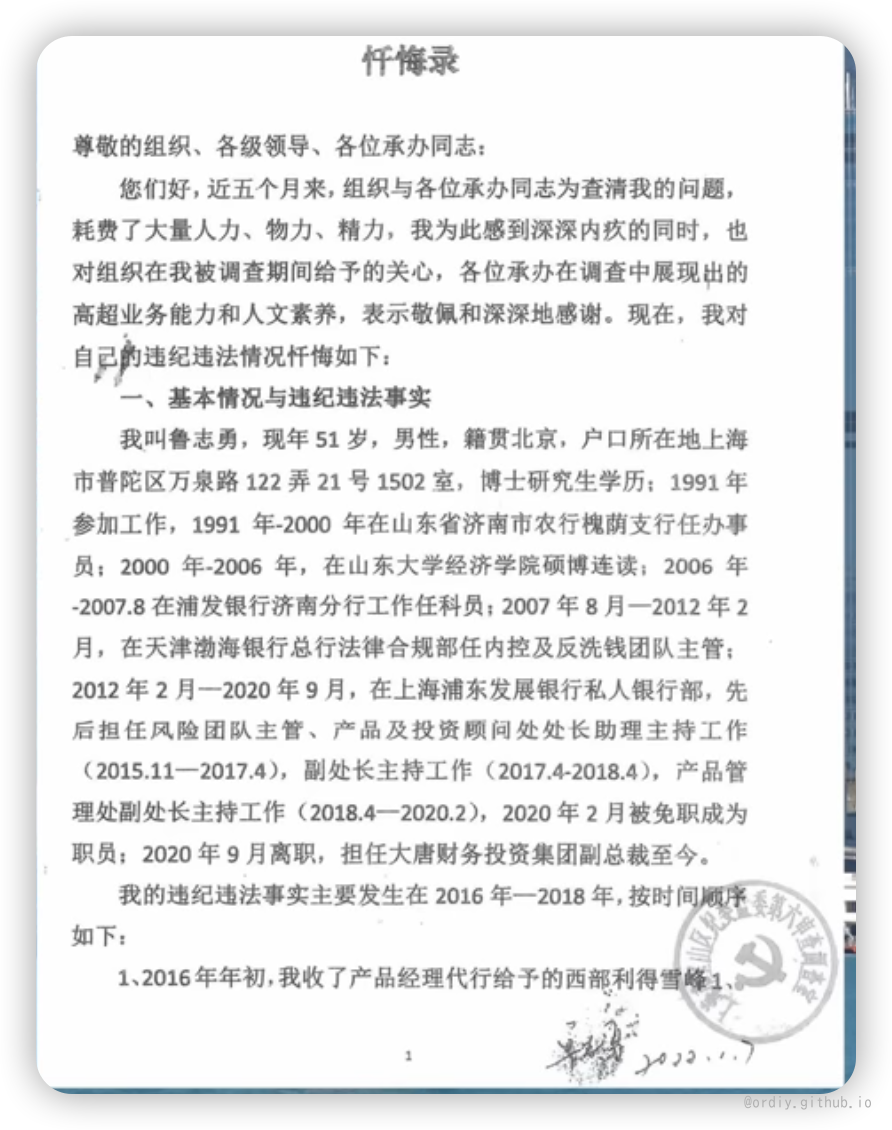 忏悔录
尊敬的组织、各级领导、各位承办同志：
您们好，近五个月来，组织与各位承办同志为查清我的问题，
耗费了大量人力、物力、精力，我为此感到深深内疚的同时，也
对组织在我被调查期间给予的关心，各位承办在调查中展现出的
高超业务能力和人文素养，表示敬佩和深深地感谢。现在，我对
自己的违纪违法情况忏悔如下：
一、基本情况与违纪违法事实
我叫鲁志勇，现年 51 岁，男性，籍贯北京，户口所在地上海
市普陀区万泉路 122 弄 21 号 1502 室，博士研究生学历；1991 年
参加工作，1991 年-2000 年在山东省济南市农行槐荫支行任办事
员；2000 年-2006 年，在山东大学经济学院硕博连读；2006 年
-2007.8 在浦发银行济南分行工作任科员；2007 年 8 月—2012 年 2
月，在天津渤海银行总行法律合规部任内控及反洗钱团队主管；
2012 年 2 月—2020 年 9 月，在上海浦东发展银行私人银行部，先
后担任风险团队主管、产品及投资顾问处处长助理主持工作
（2015.11—2017.4），副处长主持工作（2017.4-2018.4），产品管
理处副处长主持工作（2018.4—2020.2），2020 年 2 月被免职成为
职员；2020 年 9 月离职，担任大唐财务投资集团副总裁至今。
我的违纪违法事实主要发生在 2016 年—2018 年，按时间顺序
如下：
1、2016 年年初，我收了产品经理代行给予的西部利得雪峰 1、
山区纪委监委第六审查调查室
1
2022.1.7
@ordiy.github.io